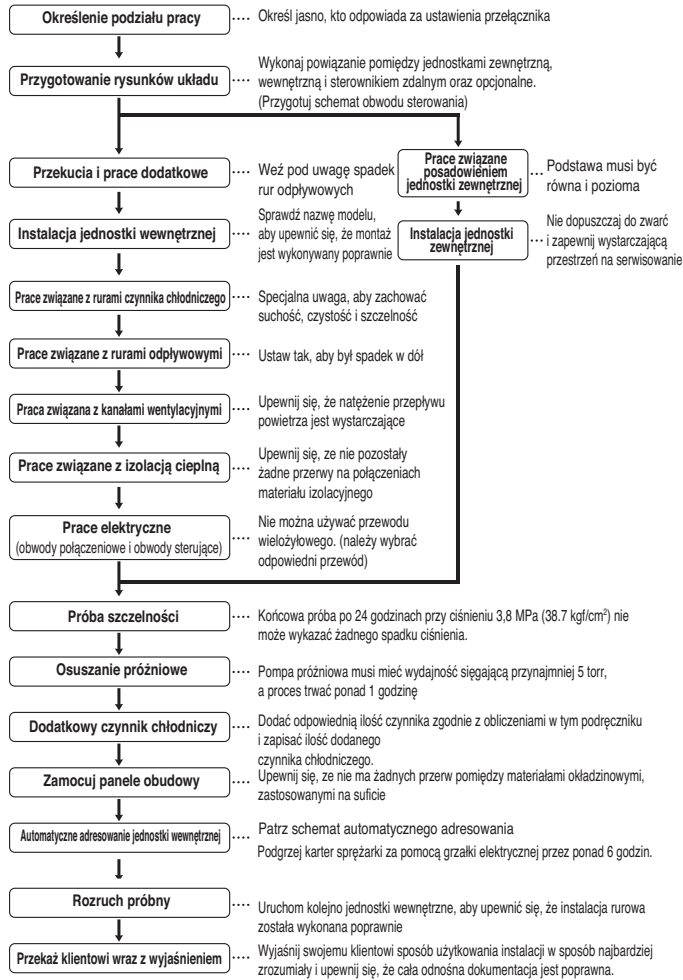 Określenie podziału pracy
···· Określ jasno, kto odpowiada za ustawienia przełącznika
Przygotowanie rysunków układu
···· Wykonaj powiązanie pomiędzy jednostkami zewnętrzną,
wewnętrzną i sterownikiem zdalnym oraz opcjonalne.
(Przygotuj schemat obwodu sterowania)
Przekucia i prace dodatkowe
···· Weź pod uwagę spadek
rur odpływowych
Prace związane
posadowieniem
jednostki zewnętrznej
··· Podstawa musi być
równa i pozioma
Instalacja jednostki wewnętrznej
···· Sprawdź nazwę modelu,
aby upewnić się, że montaż
jest wykonywany poprawnie
Instalacja jednostki
zewnętrznej
··· Nie dopuszczaj do zwarć
i zapewnij wystarczającą
przestrzeń na serwisowanie
Prace związane z rurami czynnika chłodniczego
···· Specjalna uwaga, aby zachować
suchość, czystość i szczelność
Prace związane z rurami odpływowymi
···· Ustaw tak, aby był spadek w dół
Praca związana z kanałami wentylacyjnymi
···· Upewnij się, że natężenie przepływu
powietrza jest wystarczające
Prace związane z izolacją cieplną
···· Upewnij się, ze nie pozostały
żadne przerwy na połączeniach
materiału izolacyjnego
Prace elektryczne
(obwody połączeniowe i obwody sterujące)
···· Nie można używać przewodu
wielożyłowego. (należy wybrać
odpowiedni przewód)
Próba szczelności
···· Końcowa próba po 24 godzinach przy ciśnieniu 3,8 MPa (38.7 kgf/cm²) nie
może wykazać żadnego spadku ciśnienia.
Osuszanie próżniowe
···· Pompa próżniowa musi mieć wydajność sięgającą przynajmniej 5 torr,
a proces trwać ponad 1 godzinę
Dodatkowy czynnik chłodniczy
···· Dodać odpowiednią ilość czynnika zgodnie z obliczeniami w tym podręczniku
i zapisać ilość dodanego
czynnika chłodniczego.
Zamocuj panele obudowy
···· Upewnij się, ze nie ma żadnych przerw pomiędzy materiałami okładzinowymi,
zastosowanymi na suficie
Automatyczne adresowanie jednostki wewnętrznej
···· Patrz schemat automatycznego adresowania
Podgrzej karter sprężarki za pomocą grzałki elektrycznej przez ponad 6 godzin.
Rozruch próbny
···· Uruchom kolejno jednostki wewnętrzne, aby upewnić się, że instalacja rurowa
została wykonana poprawnie
Przekaż klientowi wraz z wyjaśnieniem
···· Wyjaśnij swojemu klientowi sposób użytkowania instalacji w sposób najbardziej
zrozumiały i upewnij się, że cała odnośna dokumentacja jest poprawna.